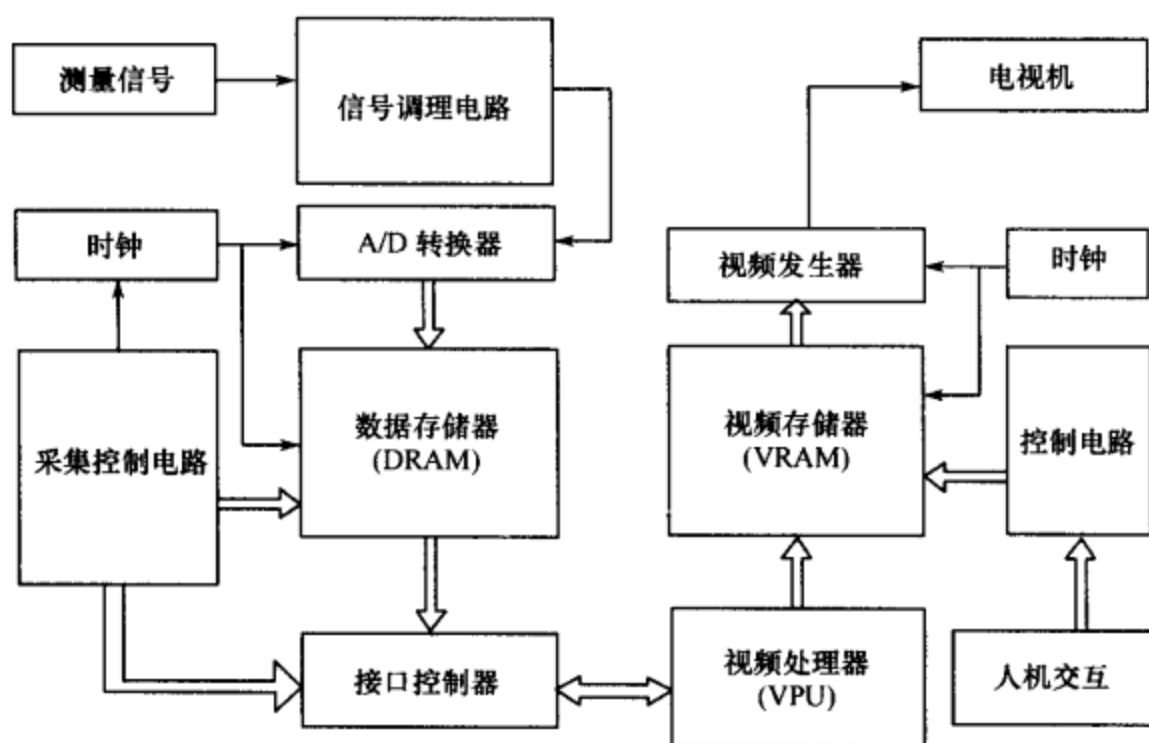 测量信号
信号调理电路
电视机
时钟
A/D 转换器
视频发生器
时钟
采集控制电路
数据存储器
(DRAM)
视频存储器
(VRAM)
控制电路
接口控制器
视频处理器
(VPU)
人机交互